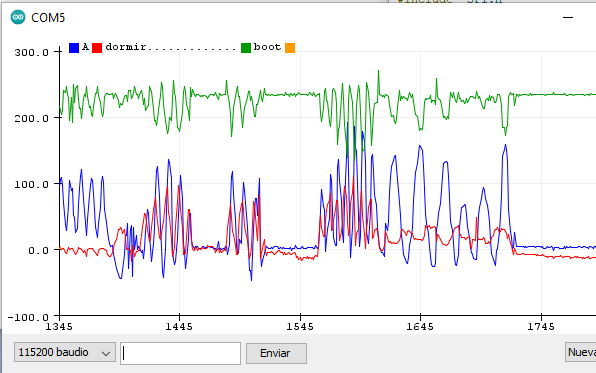 #include "SPI.h"
COM5
300.0
A dormir............. boot
200.0
100.0
0.0
-100.0
1345 1445 1545 1645 1745
115200 baudio Enviar Nueva